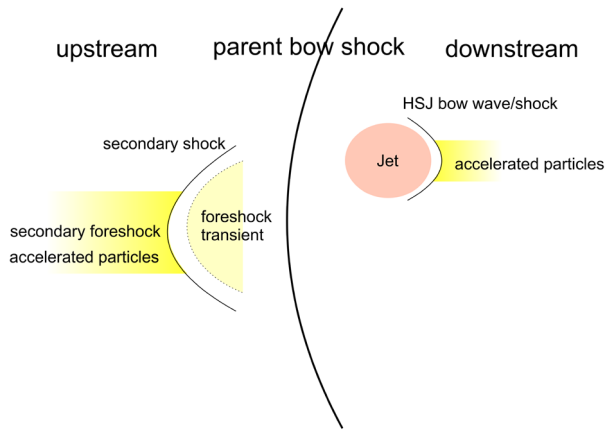 upstream
parent bow shock
downstream
HSJ bow wave/shock
secondary shock
Jet
accelerated particles
foreshock
transient
secondary foreshock
accelerated particles